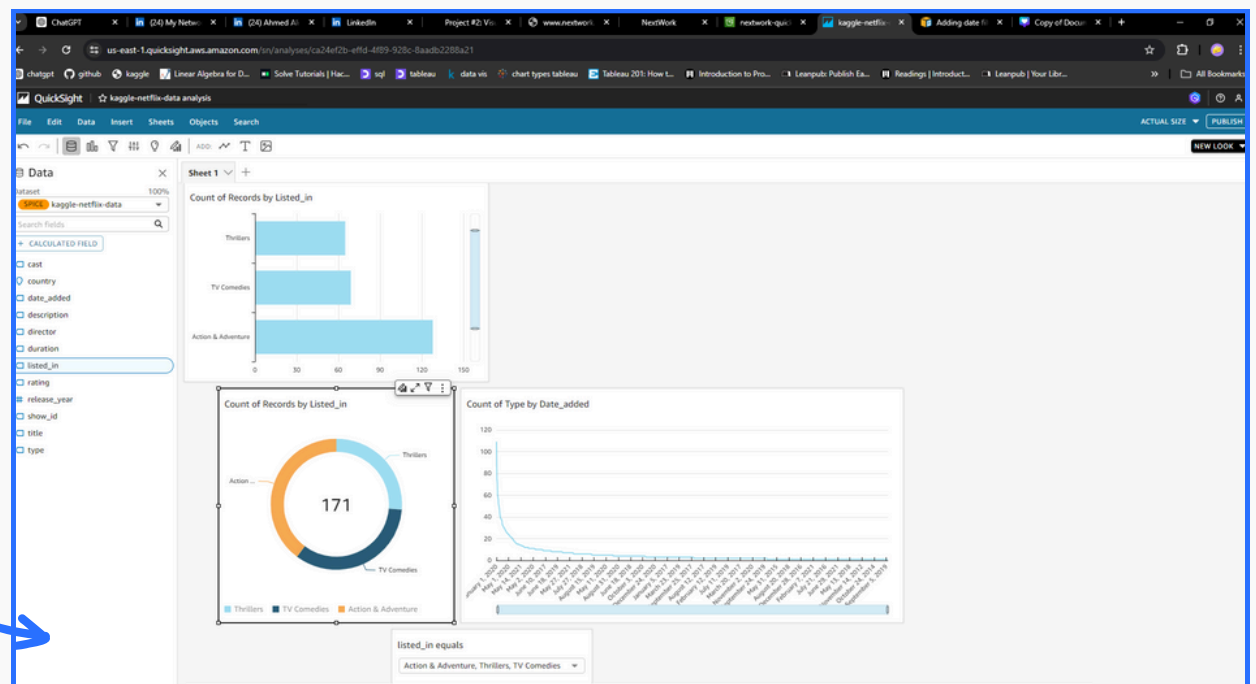 ChatGPT
(24) My Netwo
(24) Ahmed Al
LinkedIn
Project #2: Vis
www.nextwork
NextWork
nextwork-quic
kaggle-netflix-
Adding date fi
Copy of Docum
us-east-1.quicksight.aws.amazon.com/sn/analyses/ca24ef2b-effd-4f89-928c-8aadb2288a21
chatgpt
github
kaggle
Linear Algebra for D...
Solve Tutorials | Hac...
sql
tableau
data vis
chart types tableau
Tableau 201: How t...
Introduction to Pro...
Leanpub: Publish Ea...
Readings | Introduct...
Leanpub | Your Libr...
All Bookmarks
QuickSight
kaggle-netflix-data analysis
File Edit Data Insert Sheets Objects Search
ACTUAL SIZE
PUBLISH
ADD:
NEW LOOK
Data
Sheet 1
Dataset
100%
SPICE kaggle-netflix-data
Search fields
+ CALCULATED FIELD
cast
country
date_added
description
director
duration
listed_in
rating
release_year
show_id
title
type
Count of Records by Listed_in
Thrillers
TV Comedies
Action & Adventure
0 30 60 90 120 150
Count of Records by Listed_in
Thrillers
Action ...
171
TV Comedies
Thrillers TV Comedies Action & Adventure
Count of Type by Date_added
120
100
80
60
40
20
0
listed_in equals
Action & Adventure, Thrillers, TV Comedies